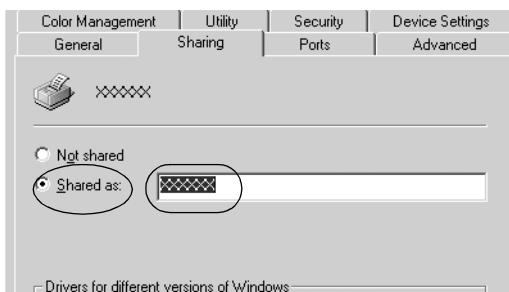 Color Management Utility Security Device Settings
General Sharing Ports Advanced
XXXXXX
Not shared
Shared as: XXXXXX
Drivers for different versions of Windows